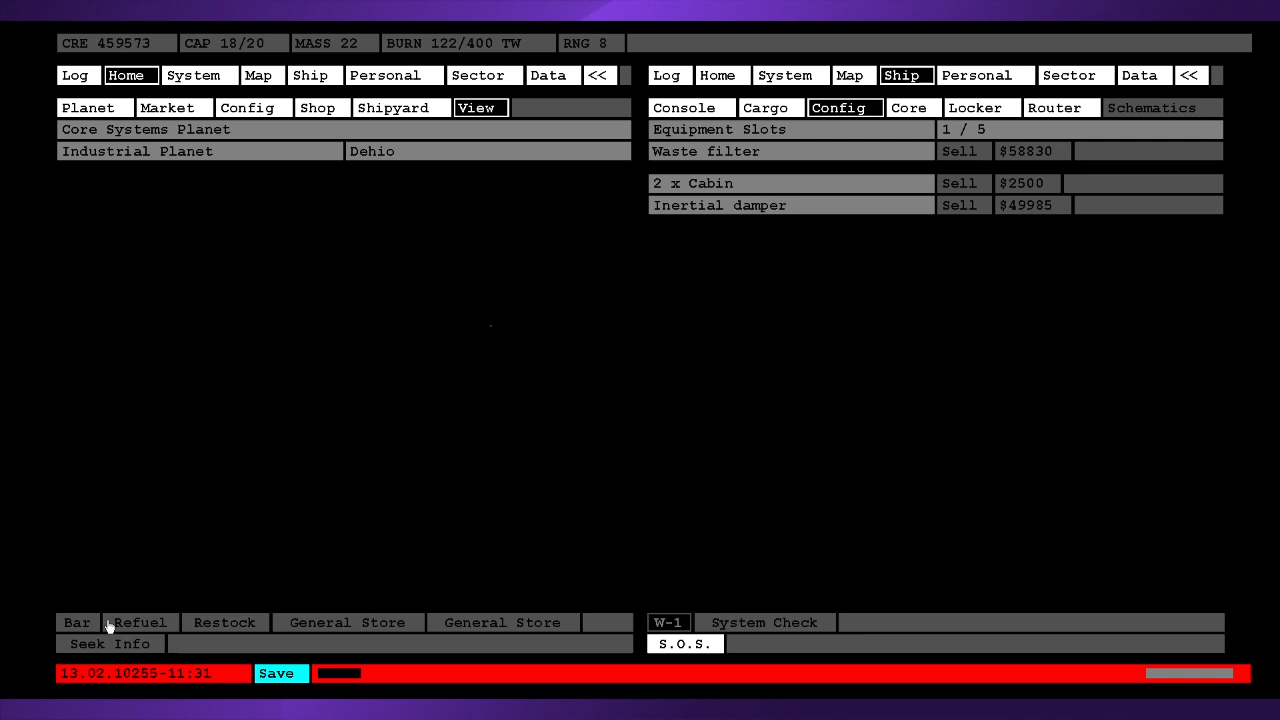 CRE 459573 CAP 18/20 MASS 22 BURN 122/400 TW RNG 8
Log Home System Map Ship Personal Sector Data << Log Home System Map Ship Personal Sector Data <<
Planet Market Config Shop Shipyard View Console Cargo Config Core Locker Router Schematics
Core Systems Planet Equipment Slots 1 / 5
Industrial Planet Dehio Waste filter Sell $58830
2 x Cabin Sell $2500
Inertial damper Sell $49985
Bar Refuel Restock General Store General Store W-1 System Check
Seek Info S.O.S.
13.02.10255-11:31 Save